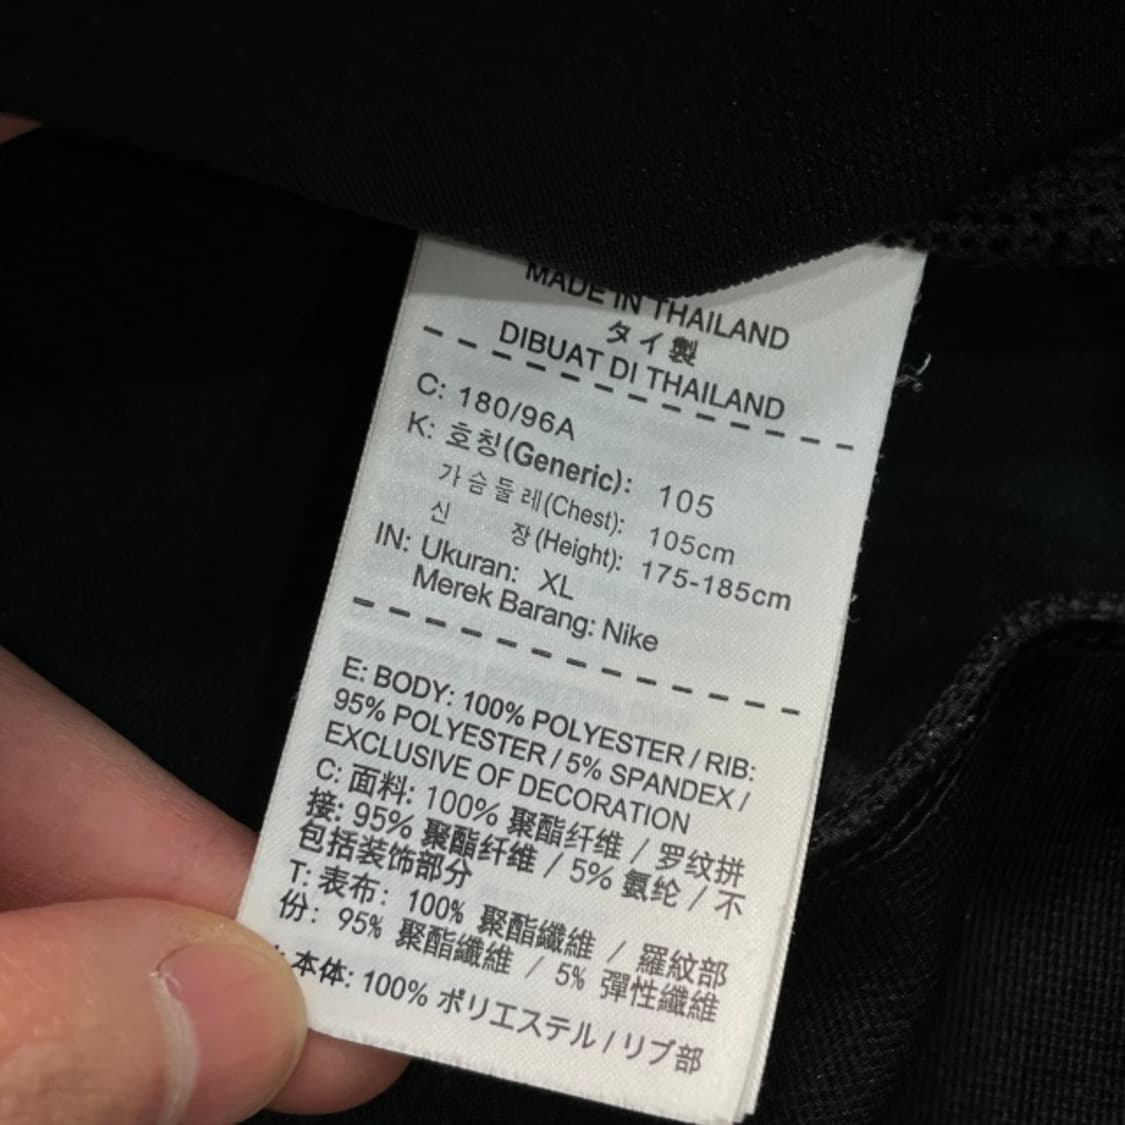 MADE IN THAILAND
タイ製
DIBUAT DI THAILAND
C: 180/96A
K: 호칭(Generic): 105
가슴둘레(Chest): 105cm
신 장(Height): 175-185cm
IN: Ukuran: XL
Merek Barang: Nike
E: BODY: 100% POLYESTER / RIB:
95% POLYESTER / 5% SPANDEX /
EXCLUSIVE OF DECORATION
C: 面料: 100% 聚酯纤维 / 罗纹拼
接: 95% 聚酯纤维 / 5% 氨纶 / 不
包括装饰部分
T: 表布: 100% 聚酯纖維 / 羅紋部
份: 95% 聚酯纖維 / 5% 彈性纖維
本体: 100% ポリエステル / リブ部